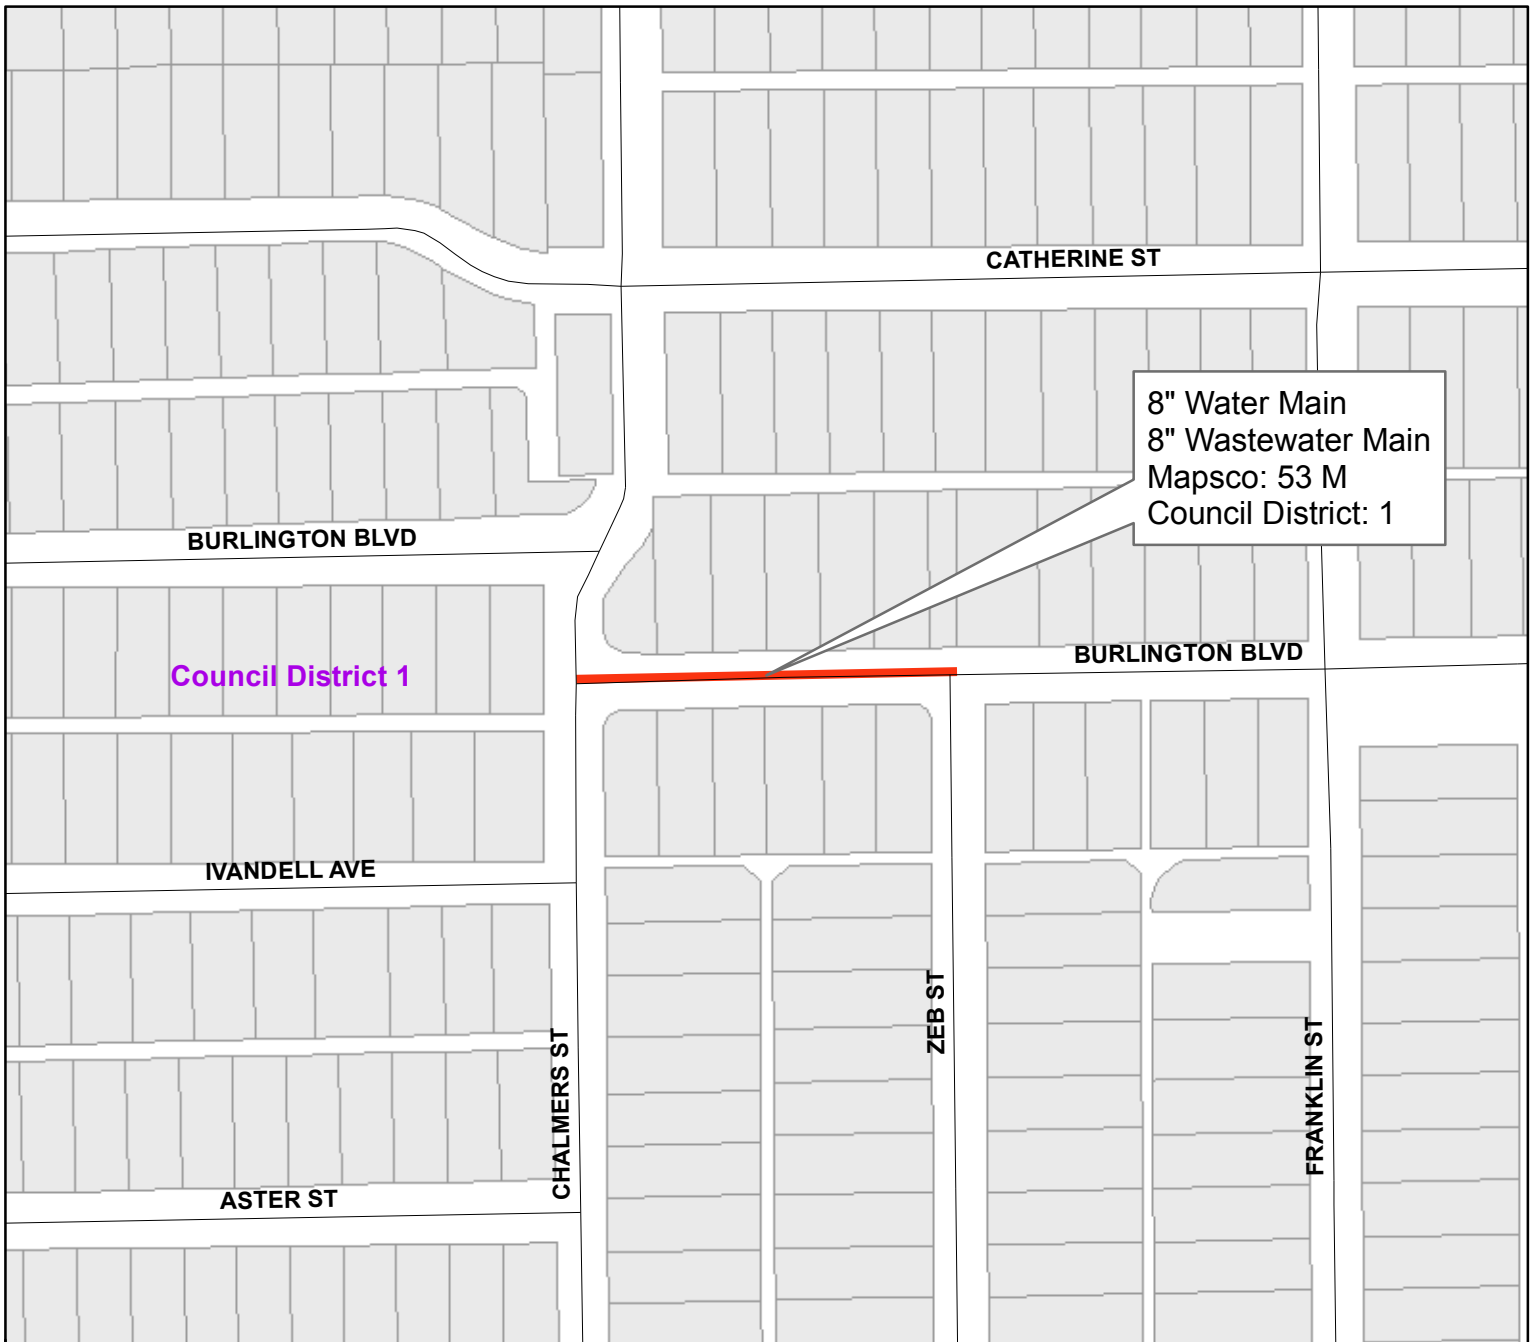 CATHERINE ST
8" Water Main
8" Wastewater Main
Mapsco: 53 M
Council District: 1
BURLINGTON BLVD
BURLINGTON BLVD
Council District 1
IVANDELL AVE
ZEB ST
CHALMERS ST
FRANKLIN ST
ASTER ST